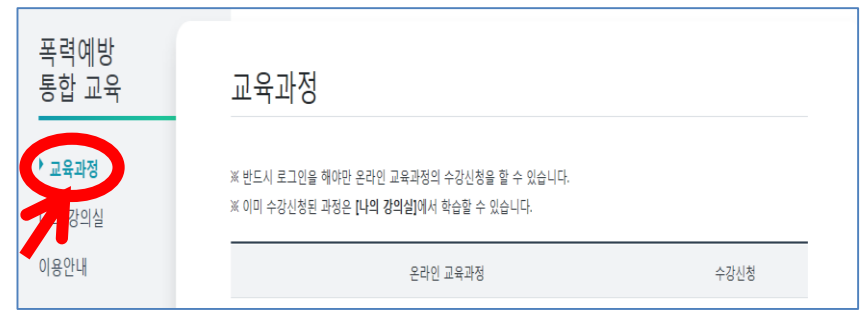 폭력예방
통합 교육
교육과정
강의실
이용안내
교육과정
※ 반드시 로그인을 해야만 온라인 교육과정의 수강신청을 할 수 있습니다.
※ 이미 수강신청된 과정은 [나의 강의실]에서 학습할 수 있습니다.
온라인 교육과정 수강신청